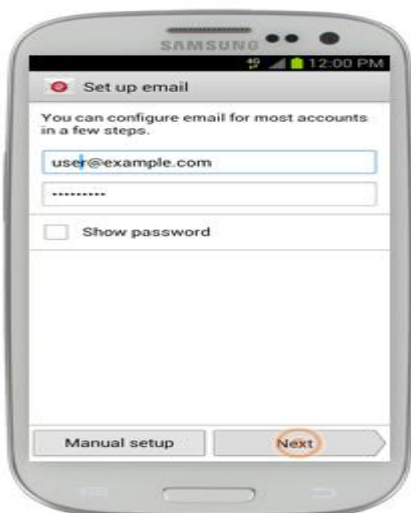 SAMSUNG
4G 12:00 PM
Set up email
You can configure email for most accounts
in a few steps.
user@example.com
•••••••••
Show password
Manual setup
Next